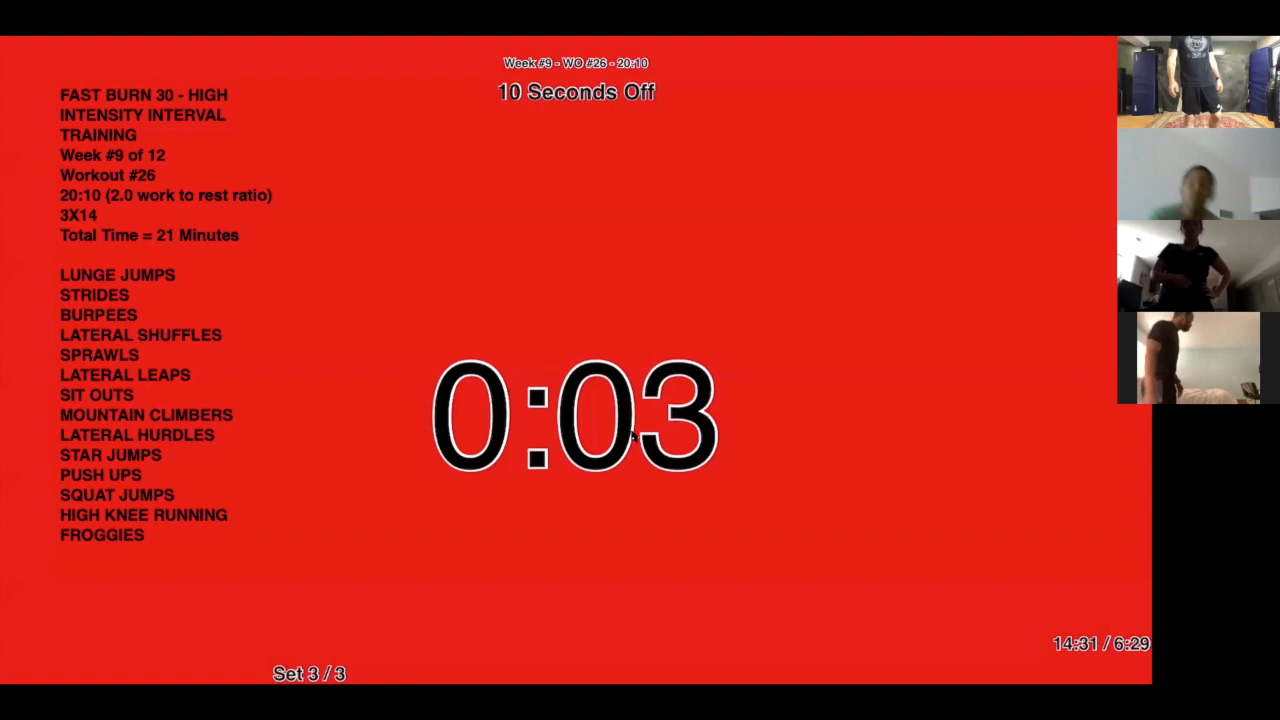 Week #9 - WO #26 - 20:10
10 Seconds Off
FAST BURN 30 - HIGH
INTENSITY INTERVAL
TRAINING
Week #9 of 12
Workout #26
20:10 (2.0 work to rest ratio)
3X14
Total Time = 21 Minutes
LUNGE JUMPS
STRIDES
BURPEES
LATERAL SHUFFLES
SPRAWLS
LATERAL LEAPS
SIT OUTS
MOUNTAIN CLIMBERS
LATERAL HURDLES
STAR JUMPS
PUSH UPS
SQUAT JUMPS
HIGH KNEE RUNNING
FROGGIES
0:03
14:31 / 6:29
Set 3 / 3